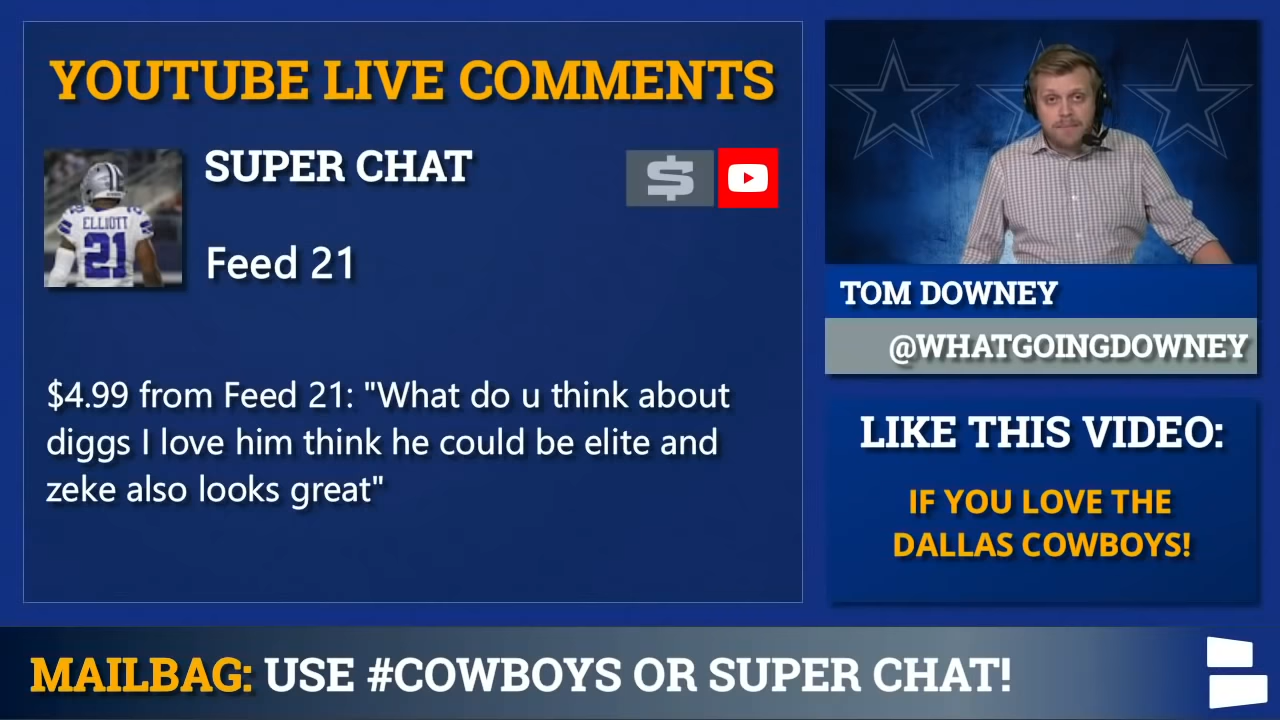 YOUTUBE LIVE COMMENTS
SUPER CHAT
Feed 21
ELLIOTT
21
$4.99 from Feed 21: "What do u think about
diggs I love him think he could be elite and
zeke also looks great"
TOM DOWNEY
@WHATGOINGDOWNEY
LIKE THIS VIDEO:
IF YOU LOVE THE
DALLAS COWBOYS!
MAILBAG: USE #COWBOYS OR SUPER CHAT!